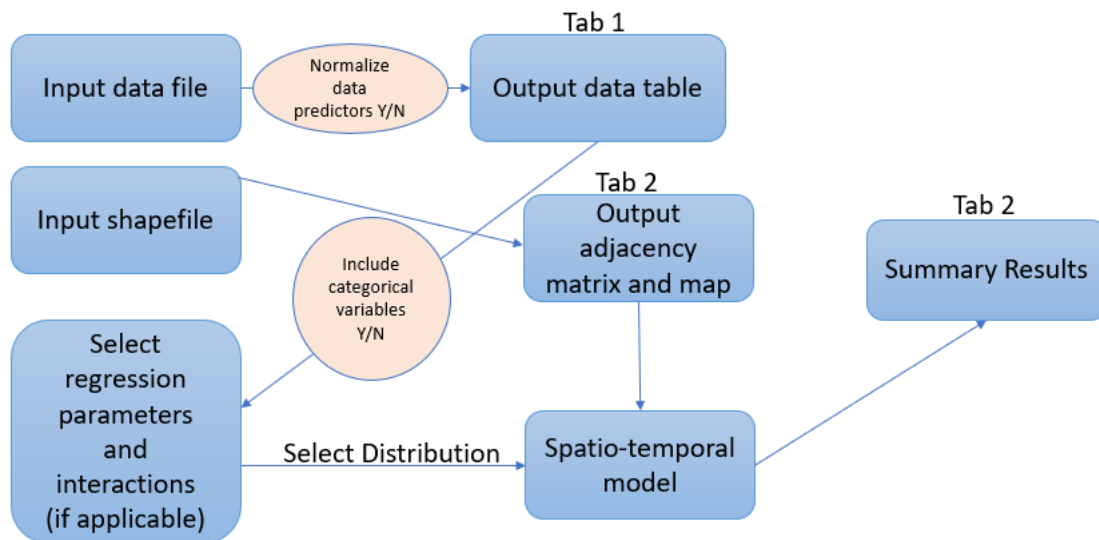 Tab 1
Input data file
Normalize
data
predictors Y/N
Output data table
Input shapefile
Tab 2
Output
adjacency
matrix and map
Tab 2
Summary Results
Include
categorical
variables
Y/N
Select
regression
parameters
and
interactions
(if applicable)
Select Distribution
Spatio-temporal
model